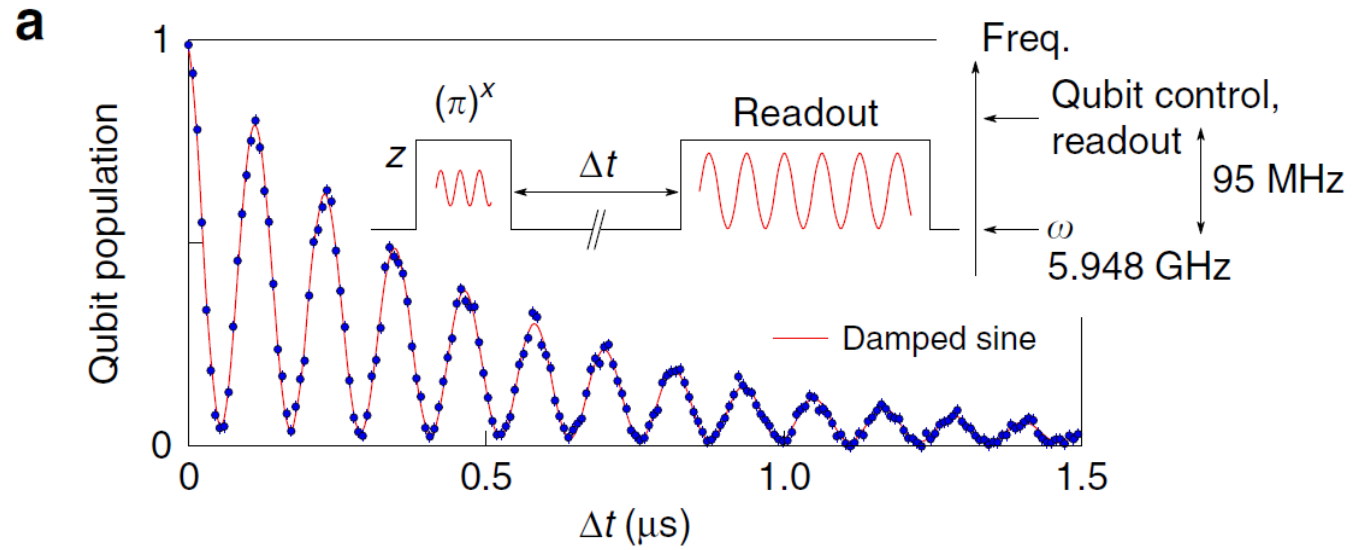 a
1
0
Qubit population
0
0.5
1.0
1.5
Δt (μs)
(π)ˣ
z
Δt
Readout
Freq.
Qubit control,
readout
95 MHz
ω
5.948 GHz
Damped sine